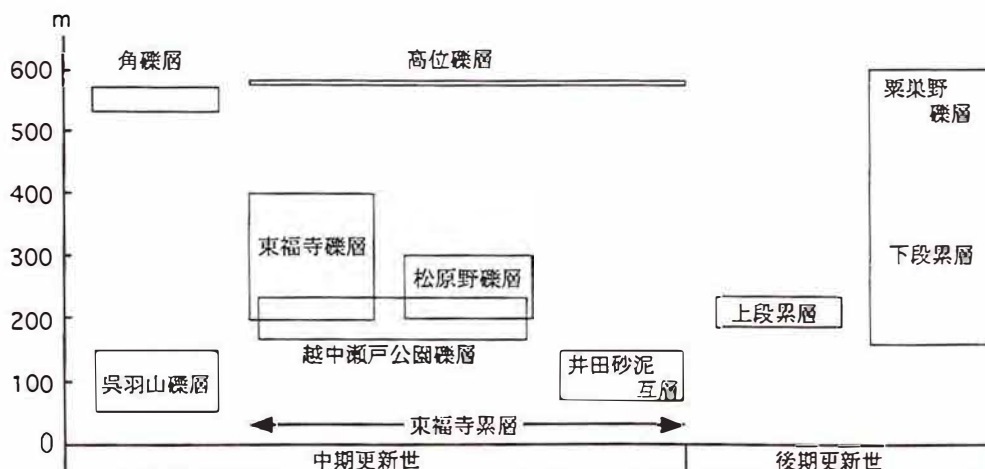 m
角礫層
高位礫層
600
粟巣野
礫層
500
400
東福寺礫層
300
松原野礫層
下段累層
200
上段累層
越中瀬戸公園礫層
呉羽山礫層
100
井田砂泥
互層
東福寺累層
0
中期更新世
後期更新世